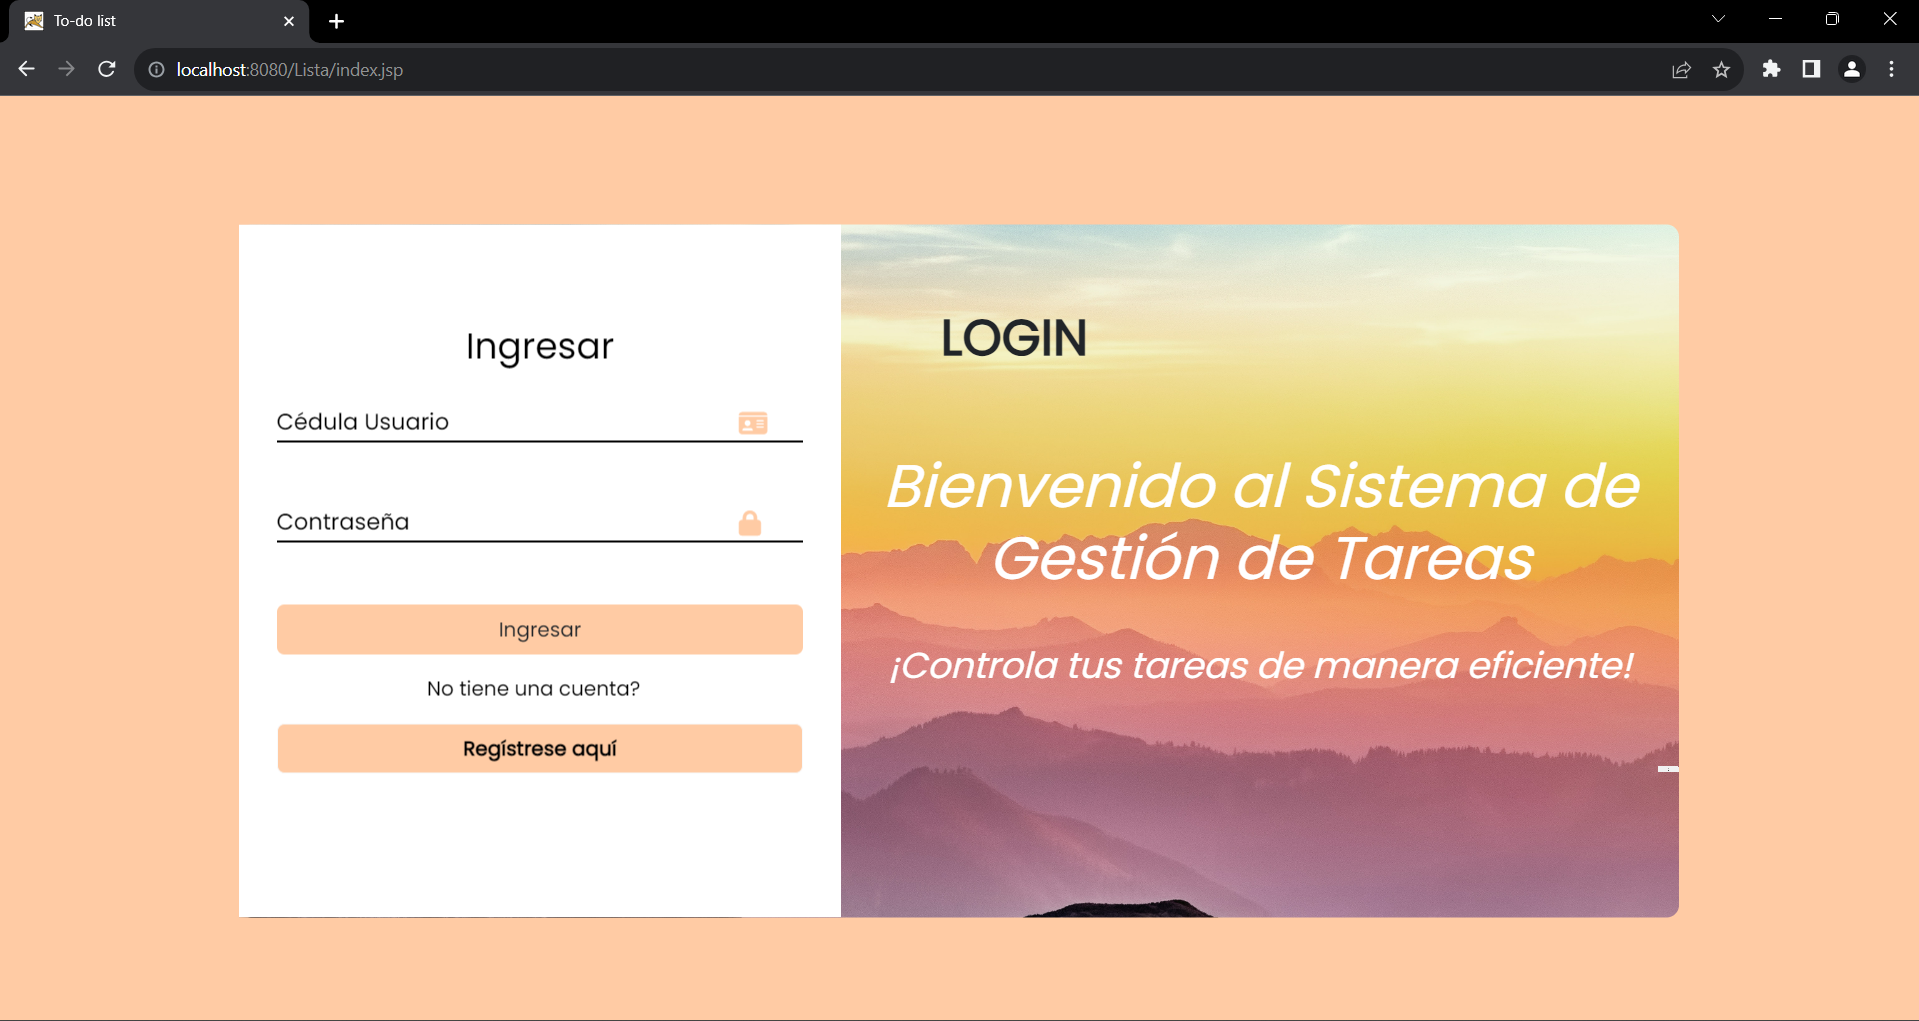 To-do list
localhost:8080/Lista/index.jsp
Ingresar
Cédula Usuario
Contraseña
Ingresar
No tiene una cuenta?
Regístrese aquí
LOGIN
Bienvenido al Sistema de
Gestión de Tareas
¡Controla tus tareas de manera eficiente!